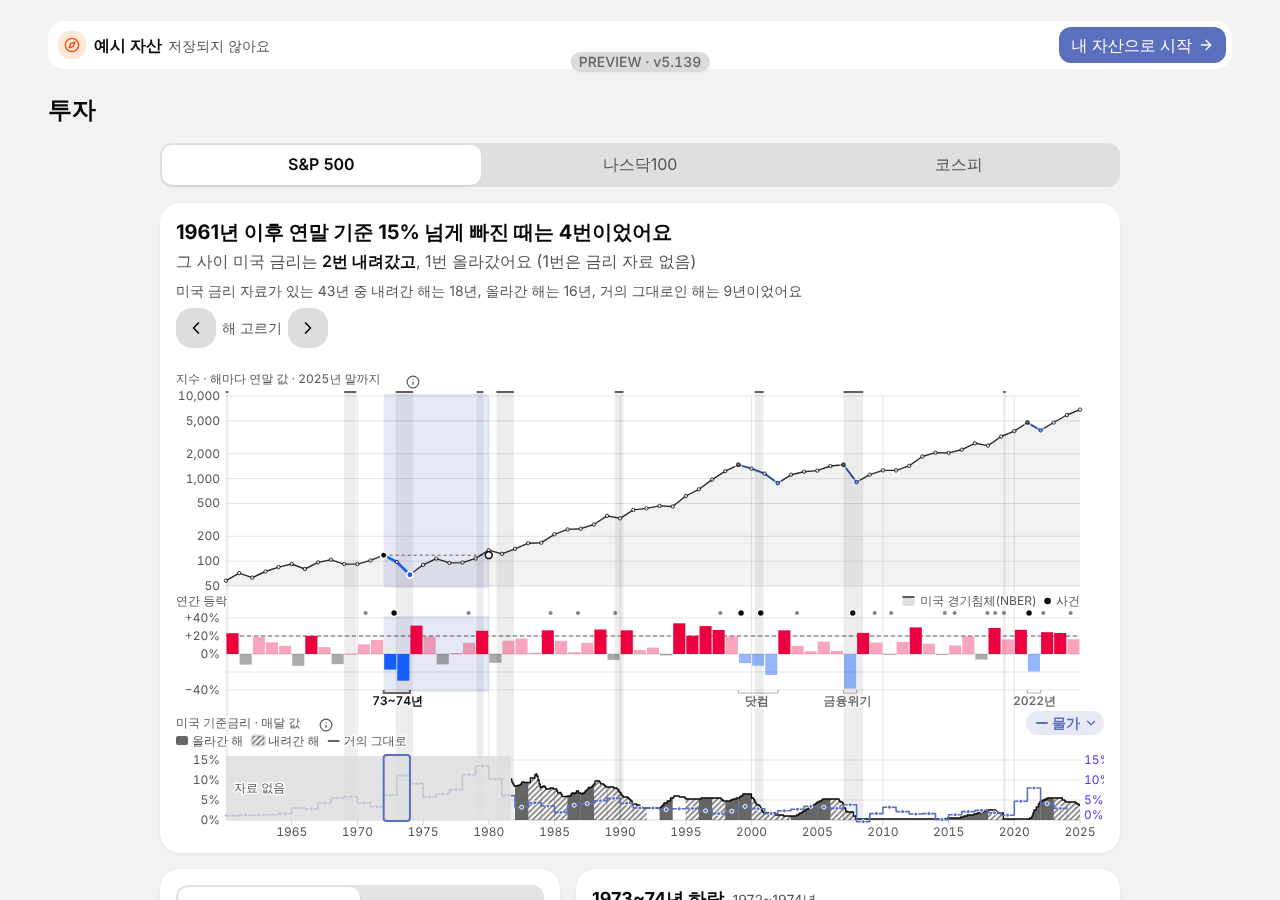 예시 자산 저장되지 않아요
내 자산으로 시작 →
PREVIEW · v5.139
투자
S&P 500
나스닥100
코스피
1961년 이후 연말 기준 15% 넘게 빠진 때는 4번이었어요
그 사이 미국 금리는 2번 내려갔고, 1번 올라갔어요 (1번은 금리 자료 없음)
미국 금리 자료가 있는 43년 중 내려간 해는 18년, 올라간 해는 16년, 거의 그대로인 해는 9년이었어요
해 고르기
지수 · 해마다 연말 값 · 2025년 말까지
10,000
5,000
2,000
1,000
500
200
100
50
연간 등락
미국 경기침체(NBER) 사건
+40%
+20%
0%
−40%
73~74년
닷컴
금융위기
2022년
미국 기준금리 · 매달 값
물가
올라간 해 내려간 해 거의 그대로
15%
10%
5%
0%
자료 없음
15%
10%
5%
0%
1965 1970 1975 1980 1985 1990 1995 2000 2005 2010 2015 2020 2025
1973~74년 하락 1972~1974년